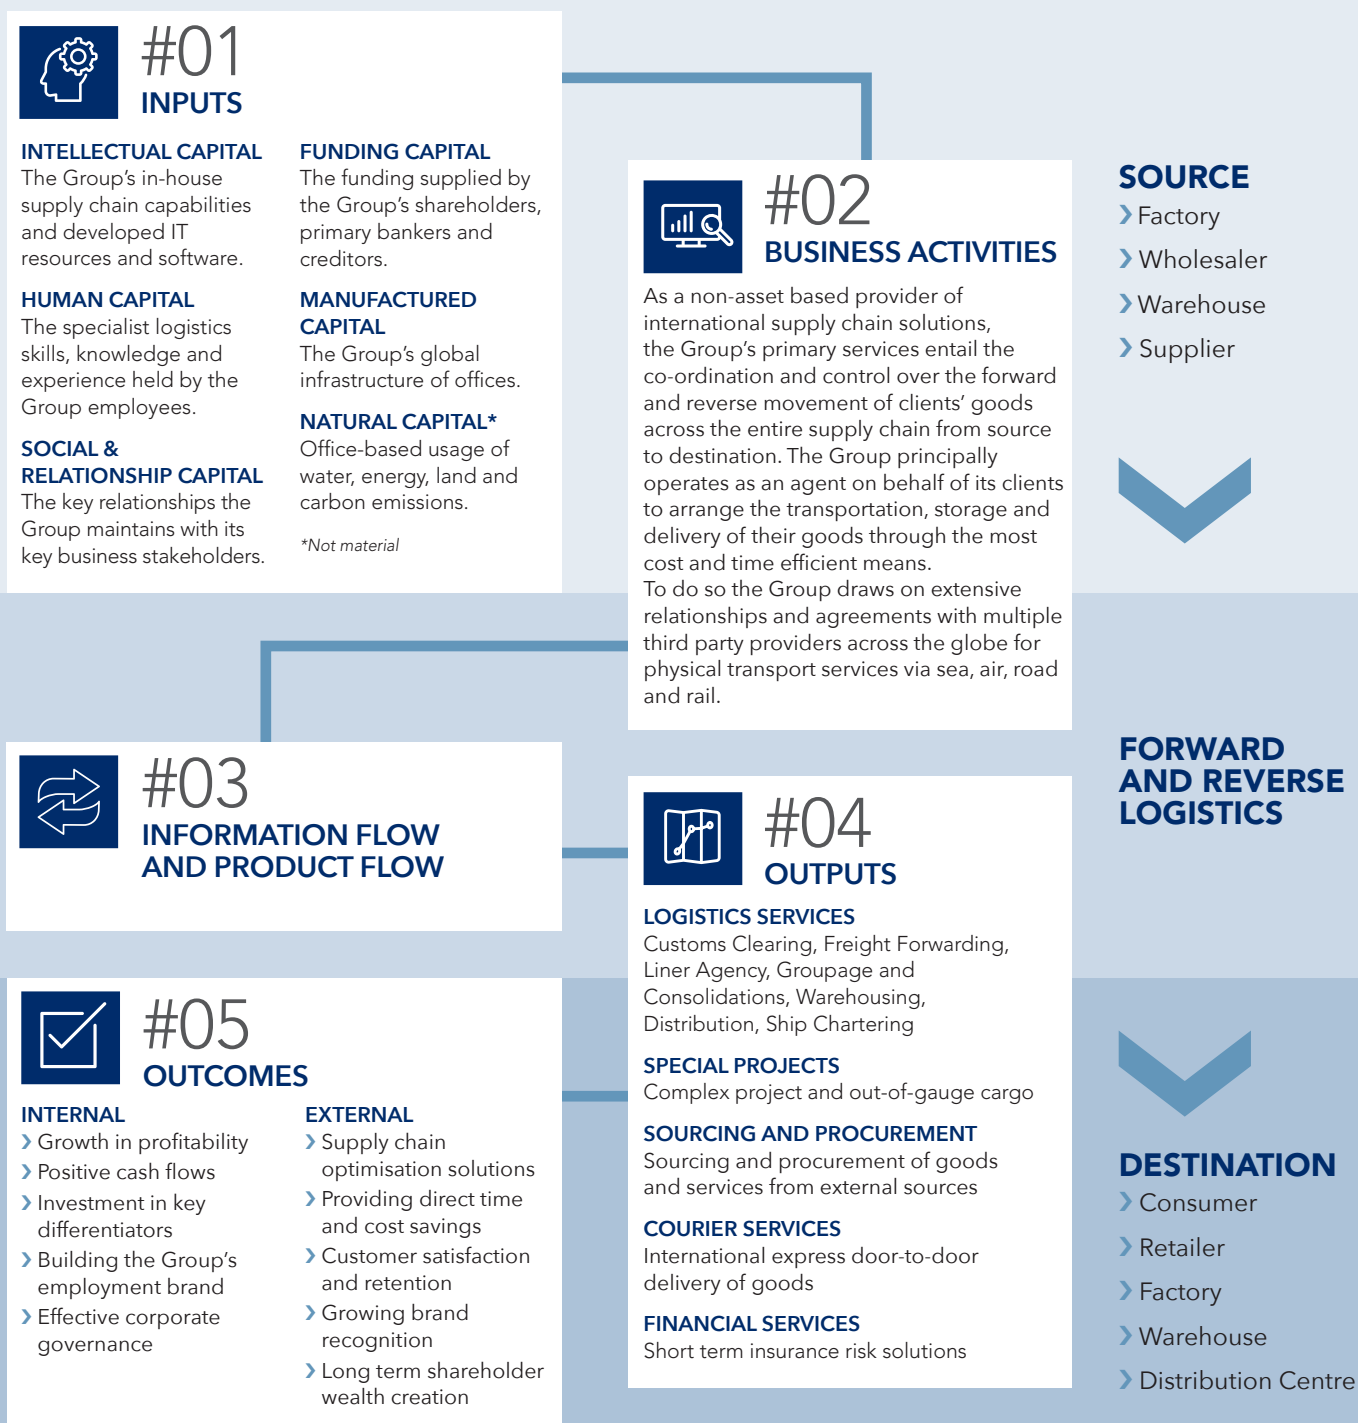 #01
INPUTS
INTELLECTUAL CAPITAL
The Group’s in-house
supply chain capabilities
and developed IT
resources and software.
HUMAN CAPITAL
The specialist logistics
skills, knowledge and
experience held by the
Group employees.
SOCIAL &
RELATIONSHIP CAPITAL
The key relationships the
Group maintains with its
key business stakeholders.
FUNDING CAPITAL
The funding supplied by
the Group’s shareholders,
primary bankers and
creditors.
MANUFACTURED
CAPITAL
The Group’s global
infrastructure of offices.
NATURAL CAPITAL*
Office-based usage of
water, energy, land and
carbon emissions.
*Not material
#02
BUSINESS ACTIVITIES
As a non-asset based provider of
international supply chain solutions,
the Group’s primary services entail the
co-ordination and control over the forward
and reverse movement of clients’ goods
across the entire supply chain from source
to destination. The Group principally
operates as an agent on behalf of its clients
to arrange the transportation, storage and
delivery of their goods through the most
cost and time efficient means.
To do so the Group draws on extensive
relationships and agreements with multiple
third party providers across the globe for
physical transport services via sea, air, road
and rail.
#03
INFORMATION FLOW
AND PRODUCT FLOW
#04
OUTPUTS
LOGISTICS SERVICES
Customs Clearing, Freight Forwarding,
Liner Agency, Groupage and
Consolidations, Warehousing,
Distribution, Ship Chartering
SPECIAL PROJECTS
Complex project and out-of-gauge cargo
SOURCING AND PROCUREMENT
Sourcing and procurement of goods
and services from external sources
COURIER SERVICES
International express door-to-door
delivery of goods
FINANCIAL SERVICES
Short term insurance risk solutions
#05
OUTCOMES
INTERNAL
Growth in profitability
Positive cash flows
Investment in key
differentiators
Building the Group’s
employment brand
Effective corporate
governance
EXTERNAL
Supply chain
optimisation solutions
Providing direct time
and cost savings
Customer satisfaction
and retention
Growing brand
recognition
Long term shareholder
wealth creation
SOURCE
Factory
Wholesaler
Warehouse
Supplier
FORWARD
AND REVERSE
LOGISTICS
DESTINATION
Consumer
Retailer
Factory
Warehouse
Distribution Centre